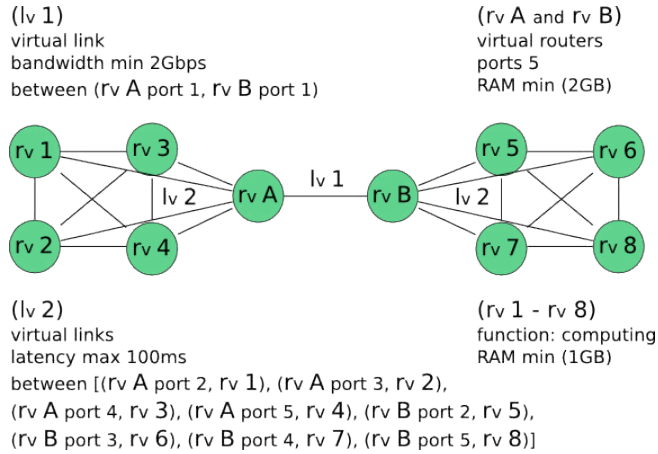 (lv 1)
virtual link
bandwidth min 2Gbps
between (rv A port 1, rv B port 1)
(rv A and rv B)
virtual routers
ports 5
RAM min (2GB)
rv 1
rv 3
rv 2
rv 4
lv 2
rv A
lv 1
rv B
lv 2
rv 5
rv 6
rv 7
rv 8
(lv 2)
virtual links
latency max 100ms
between [(rv A port 2, rv 1), (rv A port 3, rv 2),
(rv A port 4, rv 3), (rv A port 5, rv 4), (rv B port 2, rv 5),
(rv B port 3, rv 6), (rv B port 4, rv 7), (rv B port 5, rv 8)]
(rv 1 - rv 8)
function: computing
RAM min (1GB)